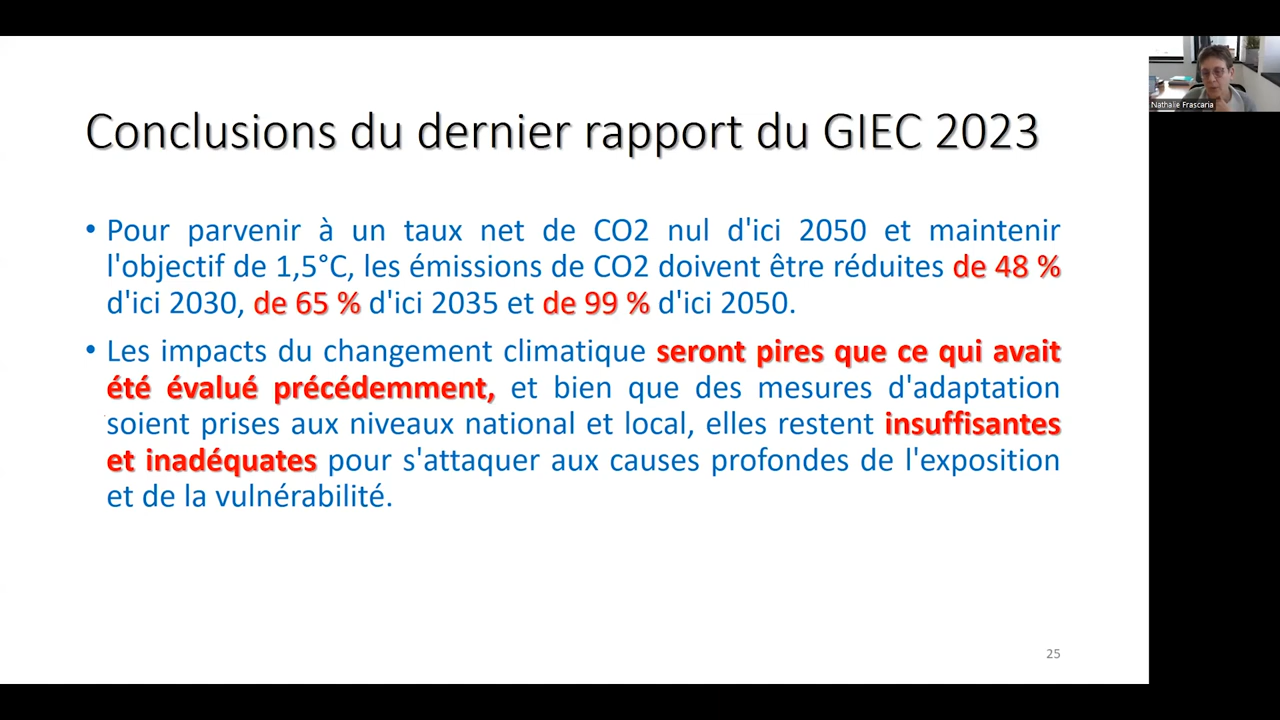 Conclusions du dernier rapport du GIEC 2023
• Pour parvenir à un taux net de CO2 nul d'ici 2050 et maintenir
l'objectif de 1,5°C, les émissions de CO2 doivent être réduites de 48 %
d'ici 2030, de 65 % d'ici 2035 et de 99 % d'ici 2050.
• Les impacts du changement climatique seront pires que ce qui avait
été évalué précédemment, et bien que des mesures d'adaptation
soient prises aux niveaux national et local, elles restent insuffisantes
et inadéquates pour s'attaquer aux causes profondes de l'exposition
et de la vulnérabilité.
25
Nathalie Frascaria